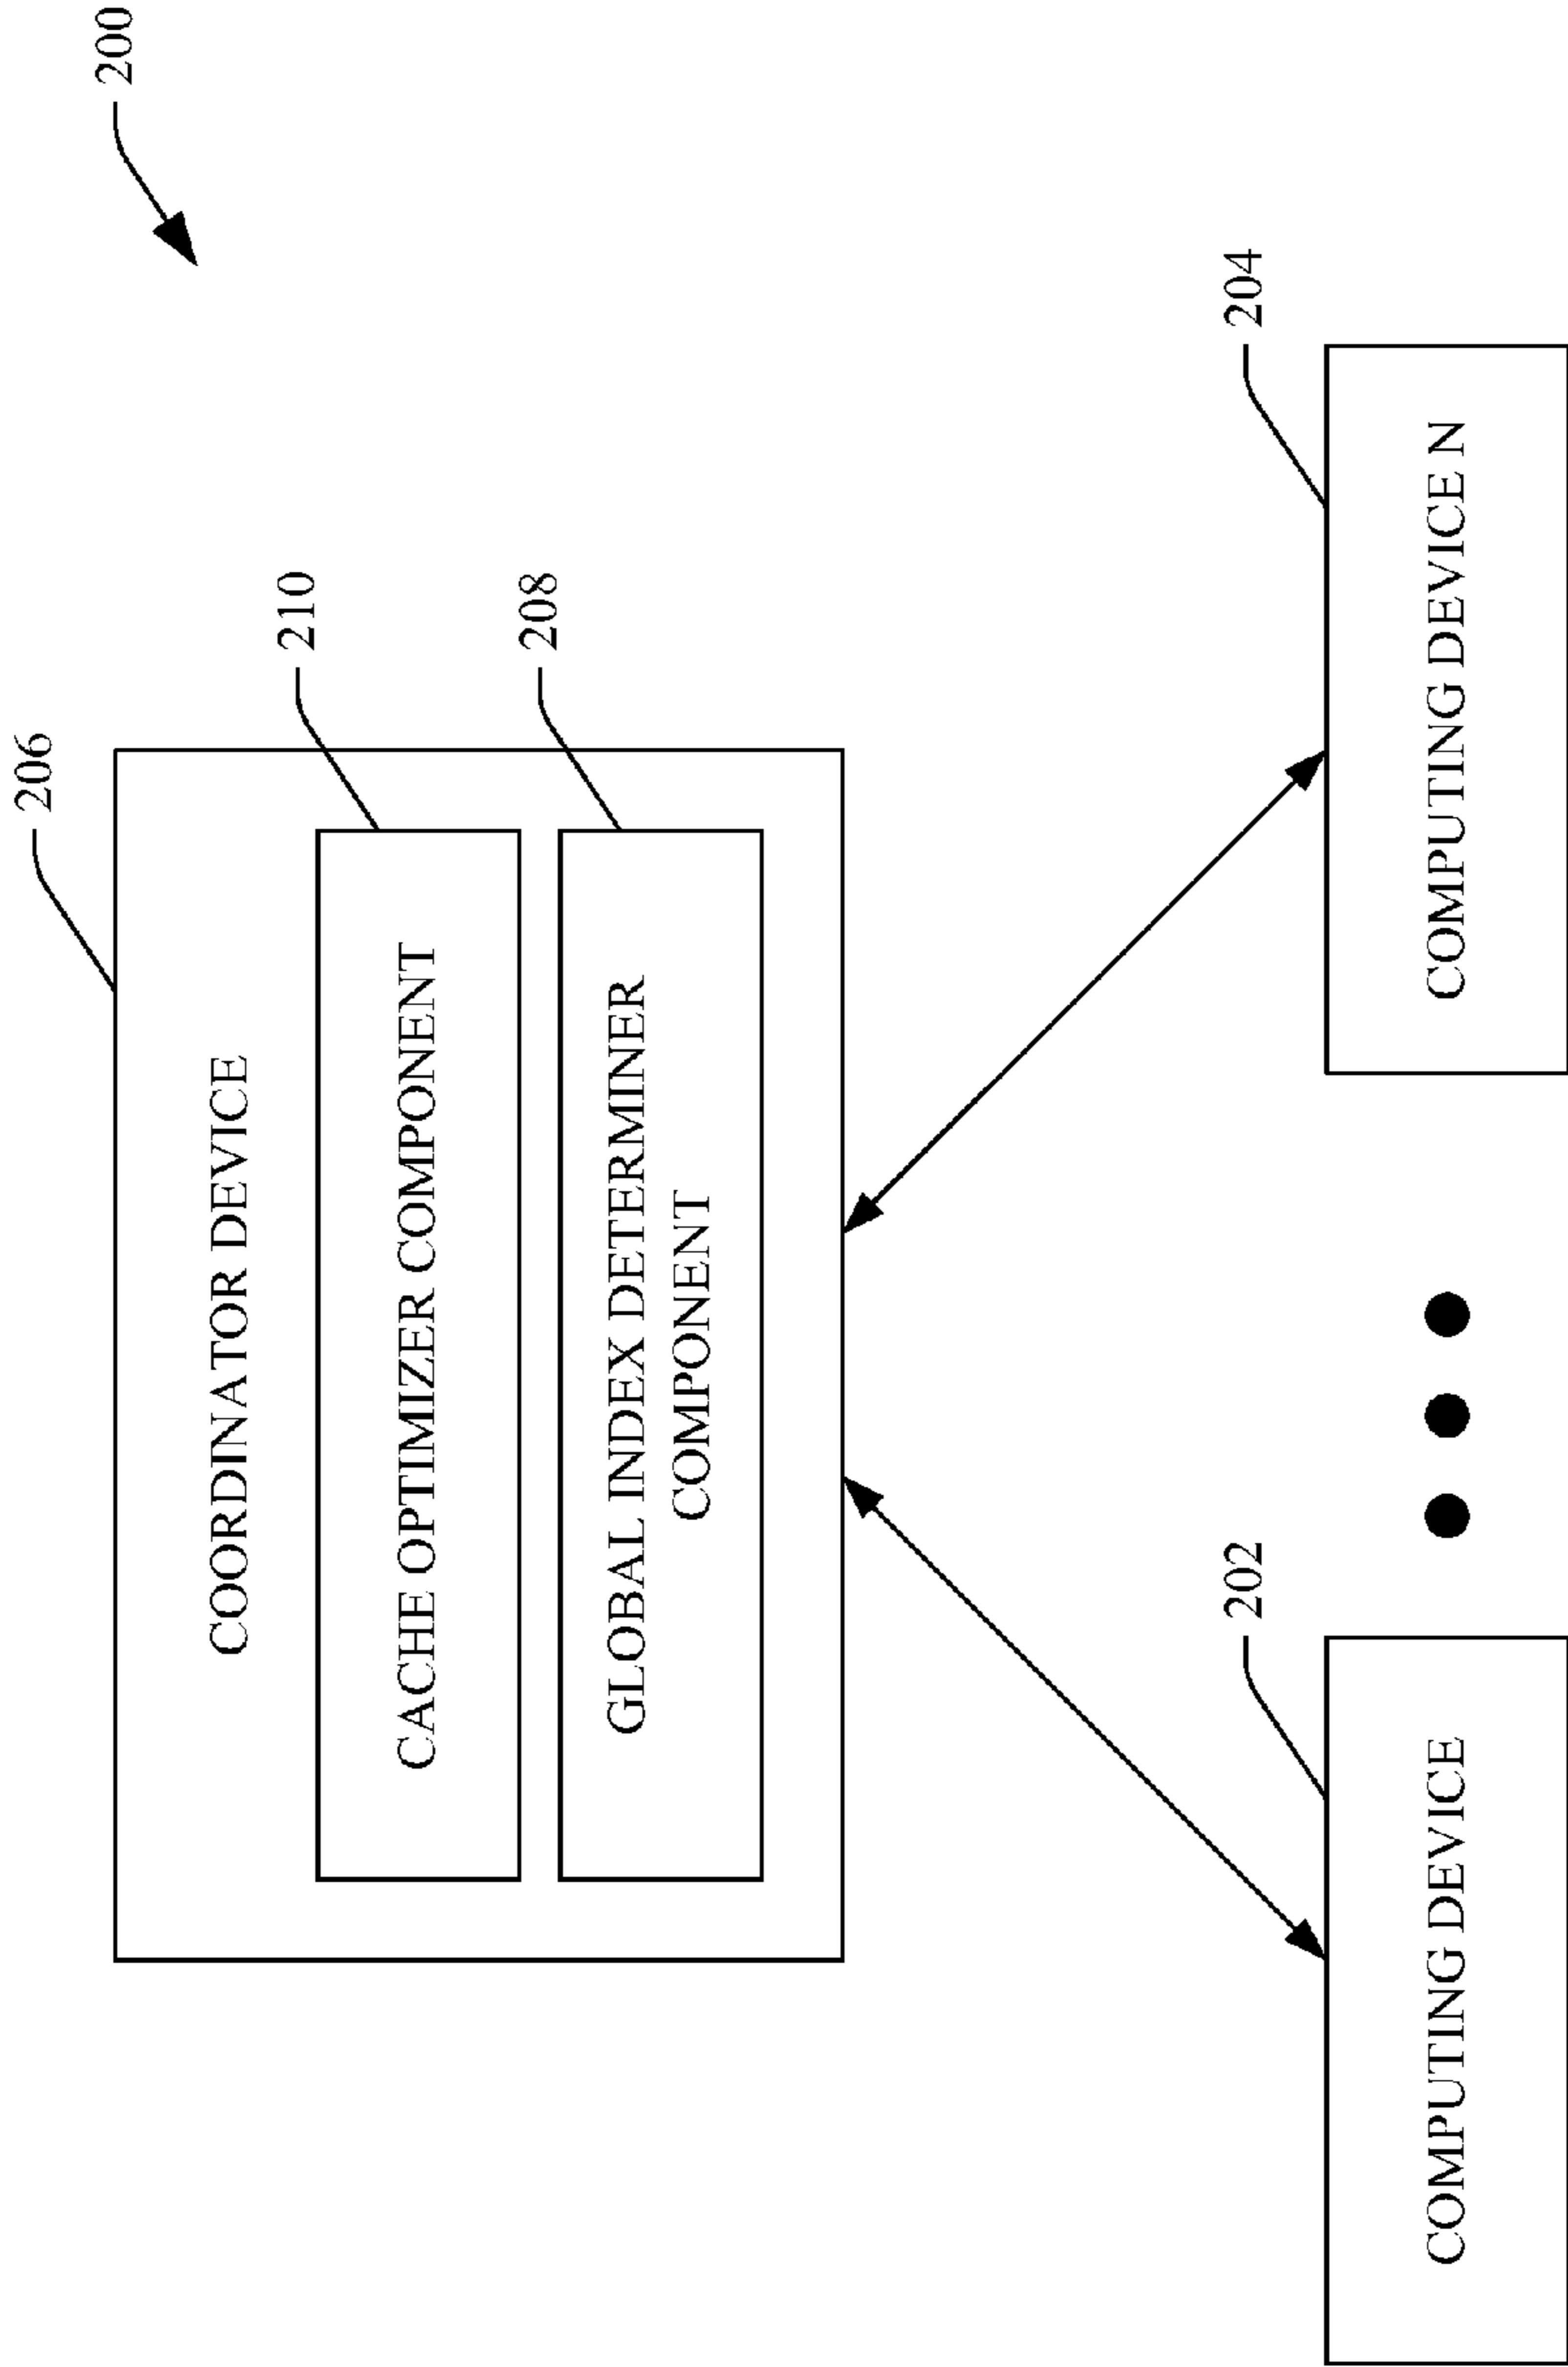 200
206
COORDINATOR DEVICE
210
CACHE OPTIMIZER COMPONENT
208
GLOBAL INDEX DETERMINER
COMPONENT
202
204
COMPUTING DEVICE
COMPUTING DEVICE N